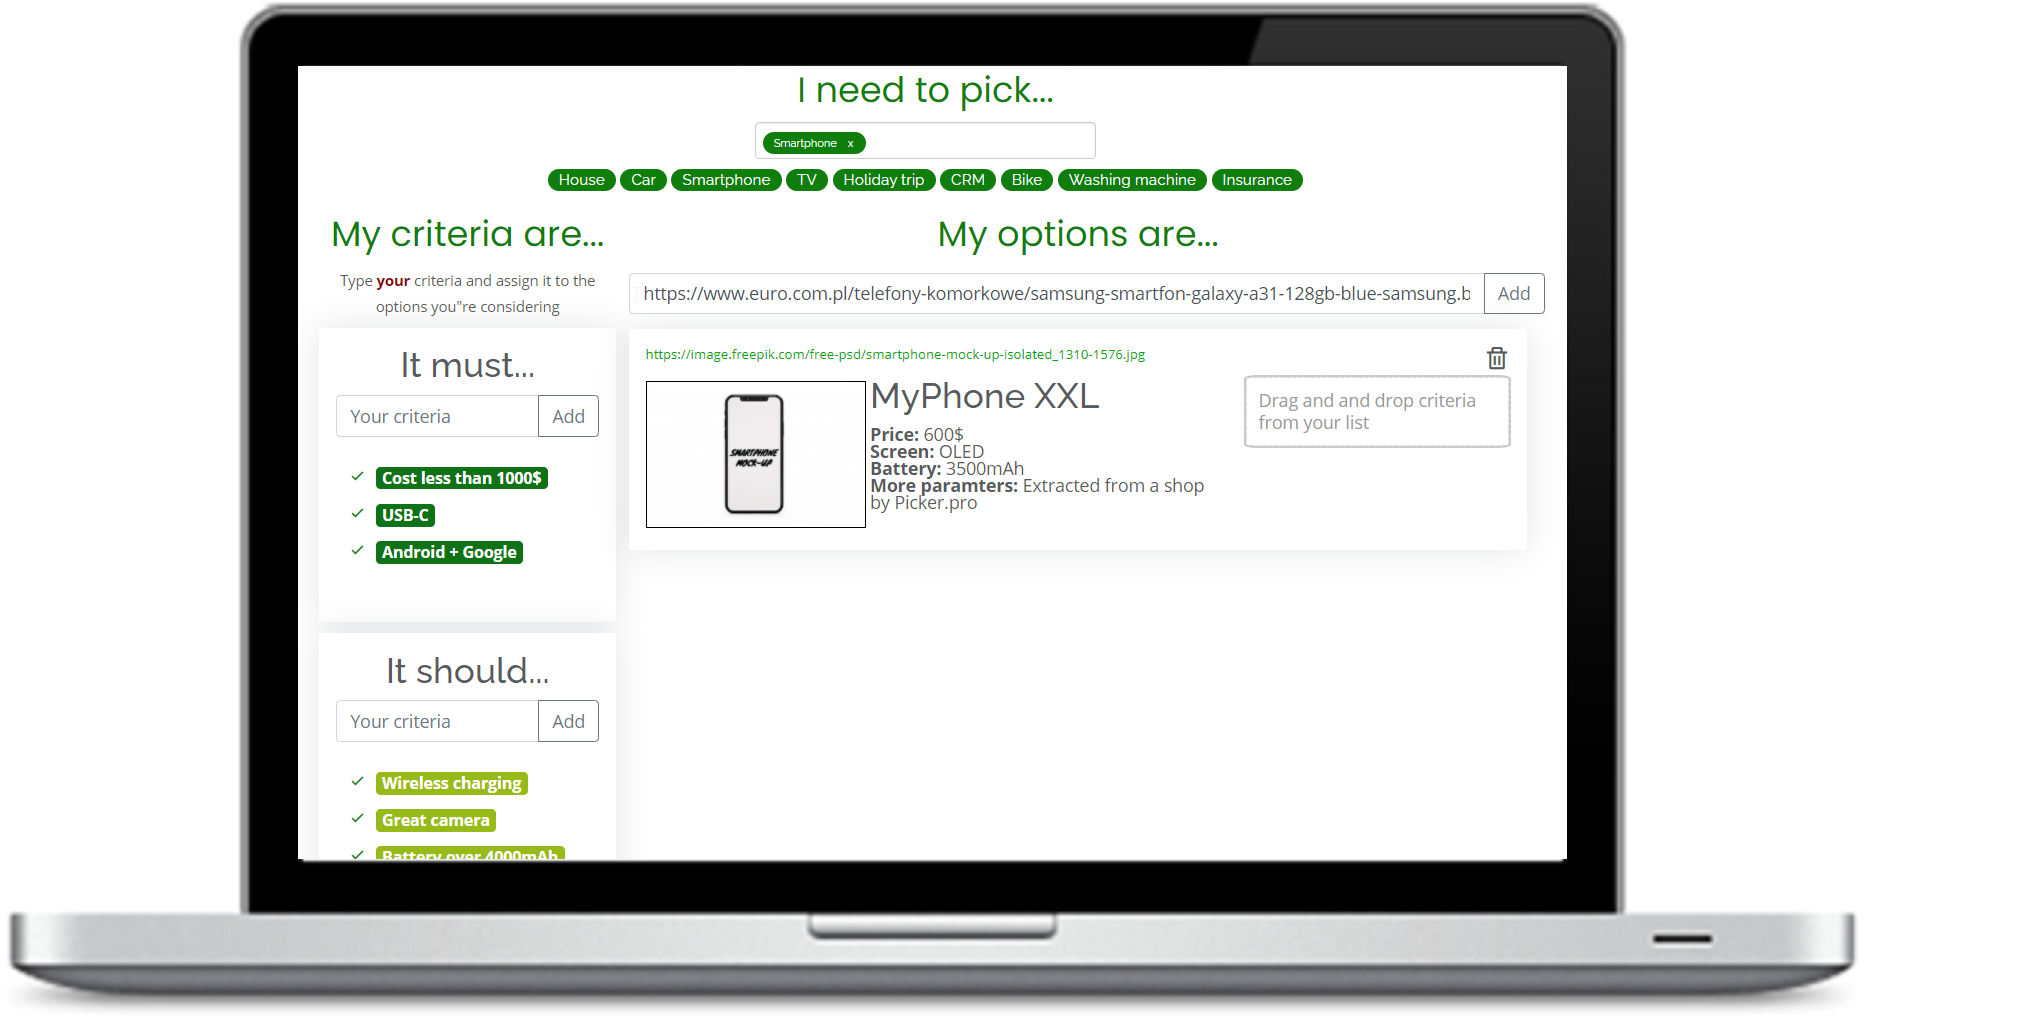 I need to pick...
Smartphone x
House Car Smartphone TV Holiday trip CRM Bike Washing machine Insurance
My criteria are...
Type your criteria and assign it to the
options you"re considering
It must...
Your criteria Add
Cost less than 1000$
USB-C
Android + Google
It should...
Your criteria Add
Wireless charging
Great camera
Battery over 4000mAh
My options are...
https://www.euro.com.pl/telefony-komorkowe/samsung-smartfon-galaxy-a31-128gb-blue-samsung.b Add
https://image.freepik.com/free-psd/smartphone-mock-up-isolated_1310-1576.jpg
SMARTPHONE
MOCK-UP
MyPhone XXL
Price: 600$
Screen: OLED
Battery: 3500mAh
More paramters: Extracted from a shop
by Picker.pro
Drag and and drop criteria
from your list